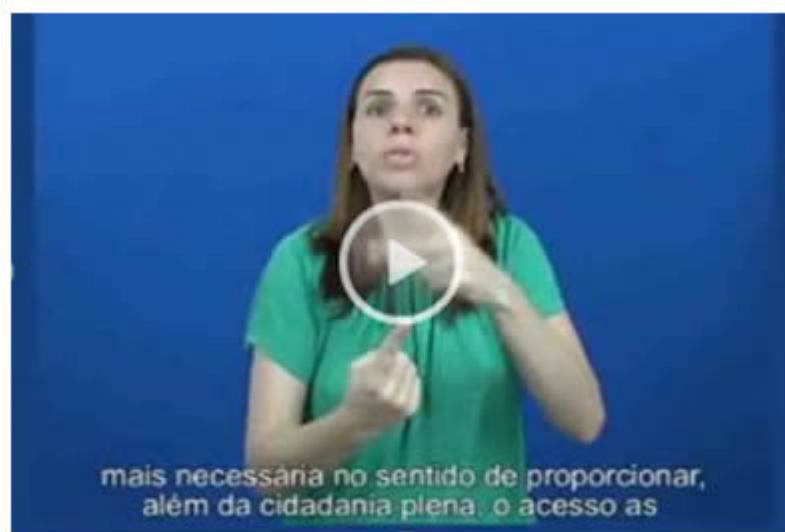 mais necessária no sentido de proporcionar,
além da cidadania plena, o acesso as